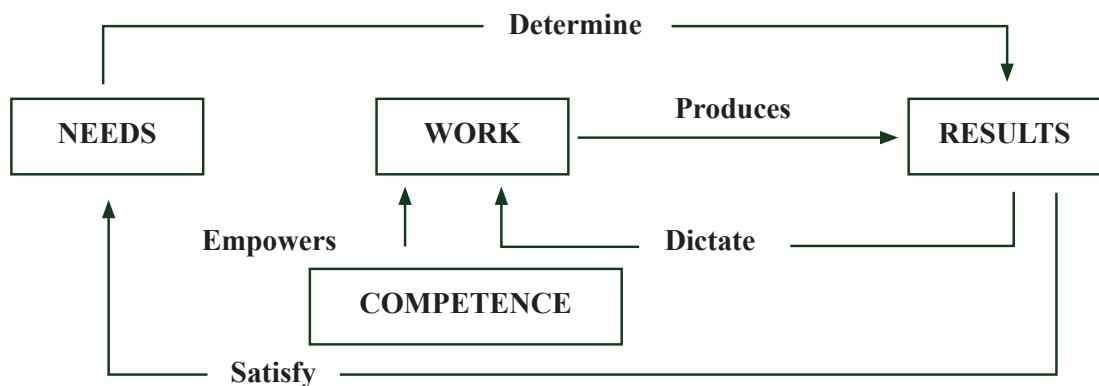 Determine
NEEDS
WORK
Produces
RESULTS
Empowers
Dictate
COMPETENCE
Satisfy